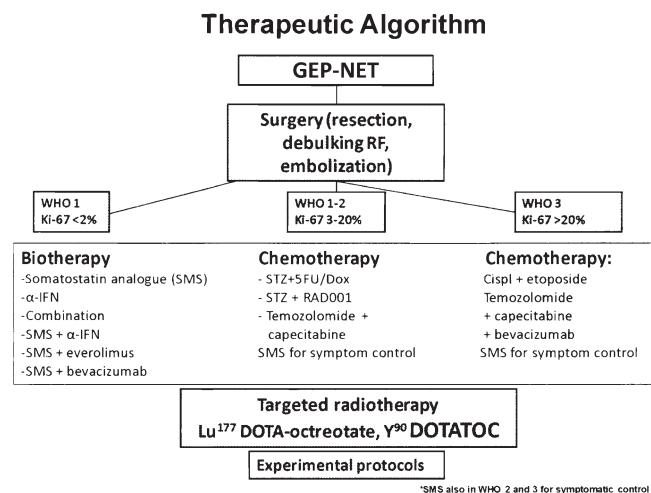 Therapeutic Algorithm
GEP-NET
Surgery (resection,
debulking RF,
embolization)
WHO 1
Ki-67 <2%
WHO 1-2
Ki-67 3-20%
WHO 3
Ki-67 >20%
Biotherapy
-Somatostatin analogue (SMS)
-α-IFN
-Combination
-SMS + α-IFN
-SMS + everolimus
-SMS + bevacizumab
Chemotherapy
- STZ+5FU/Dox
- STZ + RAD001
- Temozolomide +
capecitabine
SMS for symptom control
Chemotherapy:
Cispl + etoposide
Temozolomide
+ capecitabine
+ bevacizumab
SMS for symptom control
Targeted radiotherapy
Lu¹⁷⁷ DOTA-octreotate, Y⁹⁰ DOTATOC
Experimental protocols
*SMS also in WHO 2 and 3 for symptomatic control